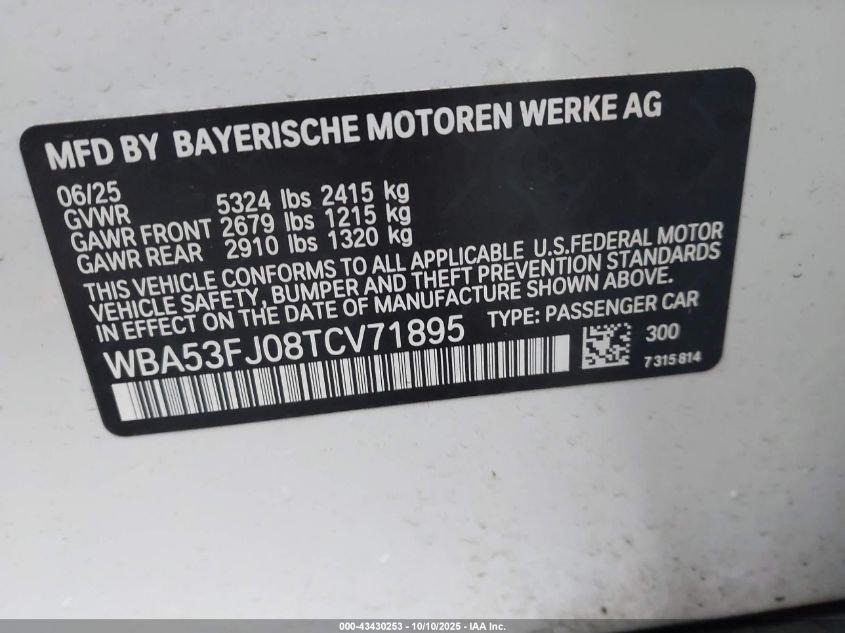 MFD BY BAYERISCHE MOTOREN WERKE AG
06/25
GVWR 5324 lbs 2415 kg
GAWR FRONT 2679 lbs 1215 kg
GAWR REAR 2910 lbs 1320 kg
THIS VEHICLE CONFORMS TO ALL APPLICABLE U.S.FEDERAL MOTOR
VEHICLE SAFETY, BUMPER AND THEFT PREVENTION STANDARDS
IN EFFECT ON THE DATE OF MANUFACTURE SHOWN ABOVE.
WBA53FJ08TCV71895 TYPE: PASSENGER CAR
300
7315814
000-43430253 - 10/10/2025 - IAA Inc.